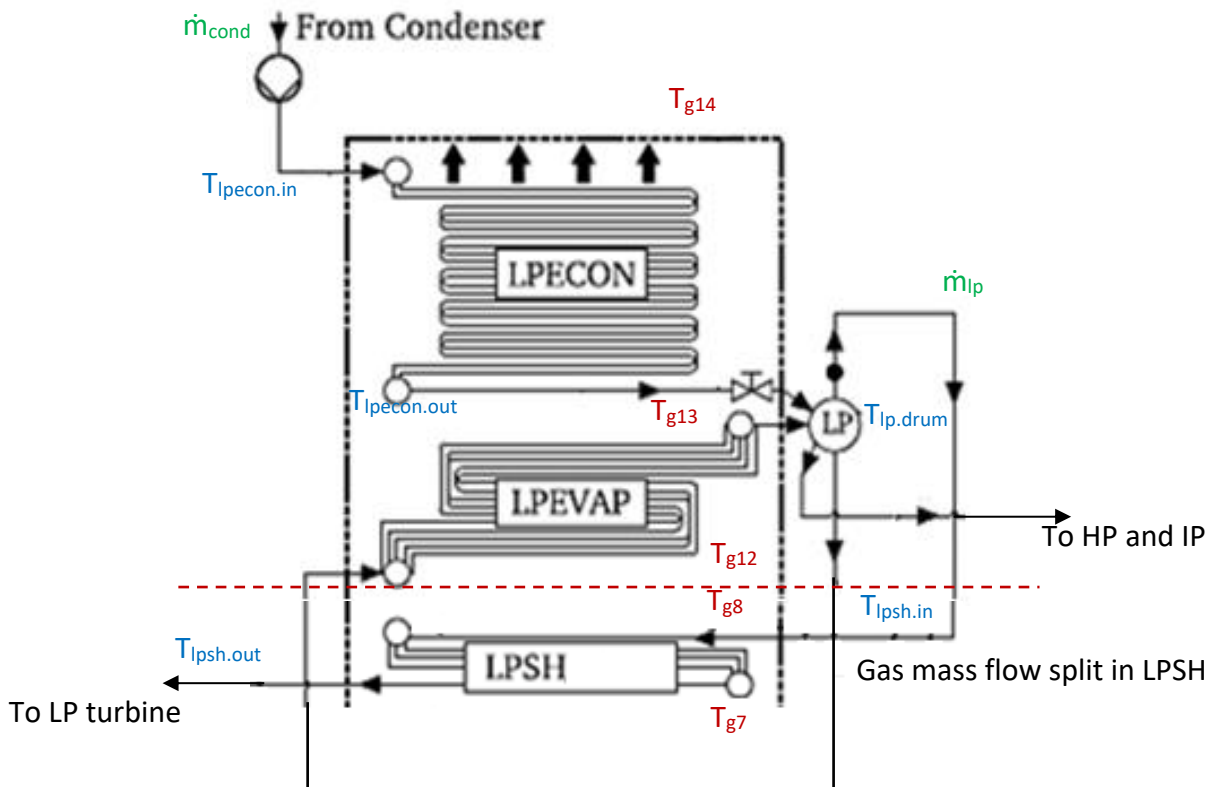 ṁcond
From Condenser
Tg14
Tlpecon.in
LPECON
ṁlp
Tlpecon.out
Tg13
LP
Tlp.drum
LPEVAP
To HP and IP
Tg12
Tg8
Tlpsh.in
Tlpsh.out
LPSH
Gas mass flow split in LPSH
To LP turbine
Tg7